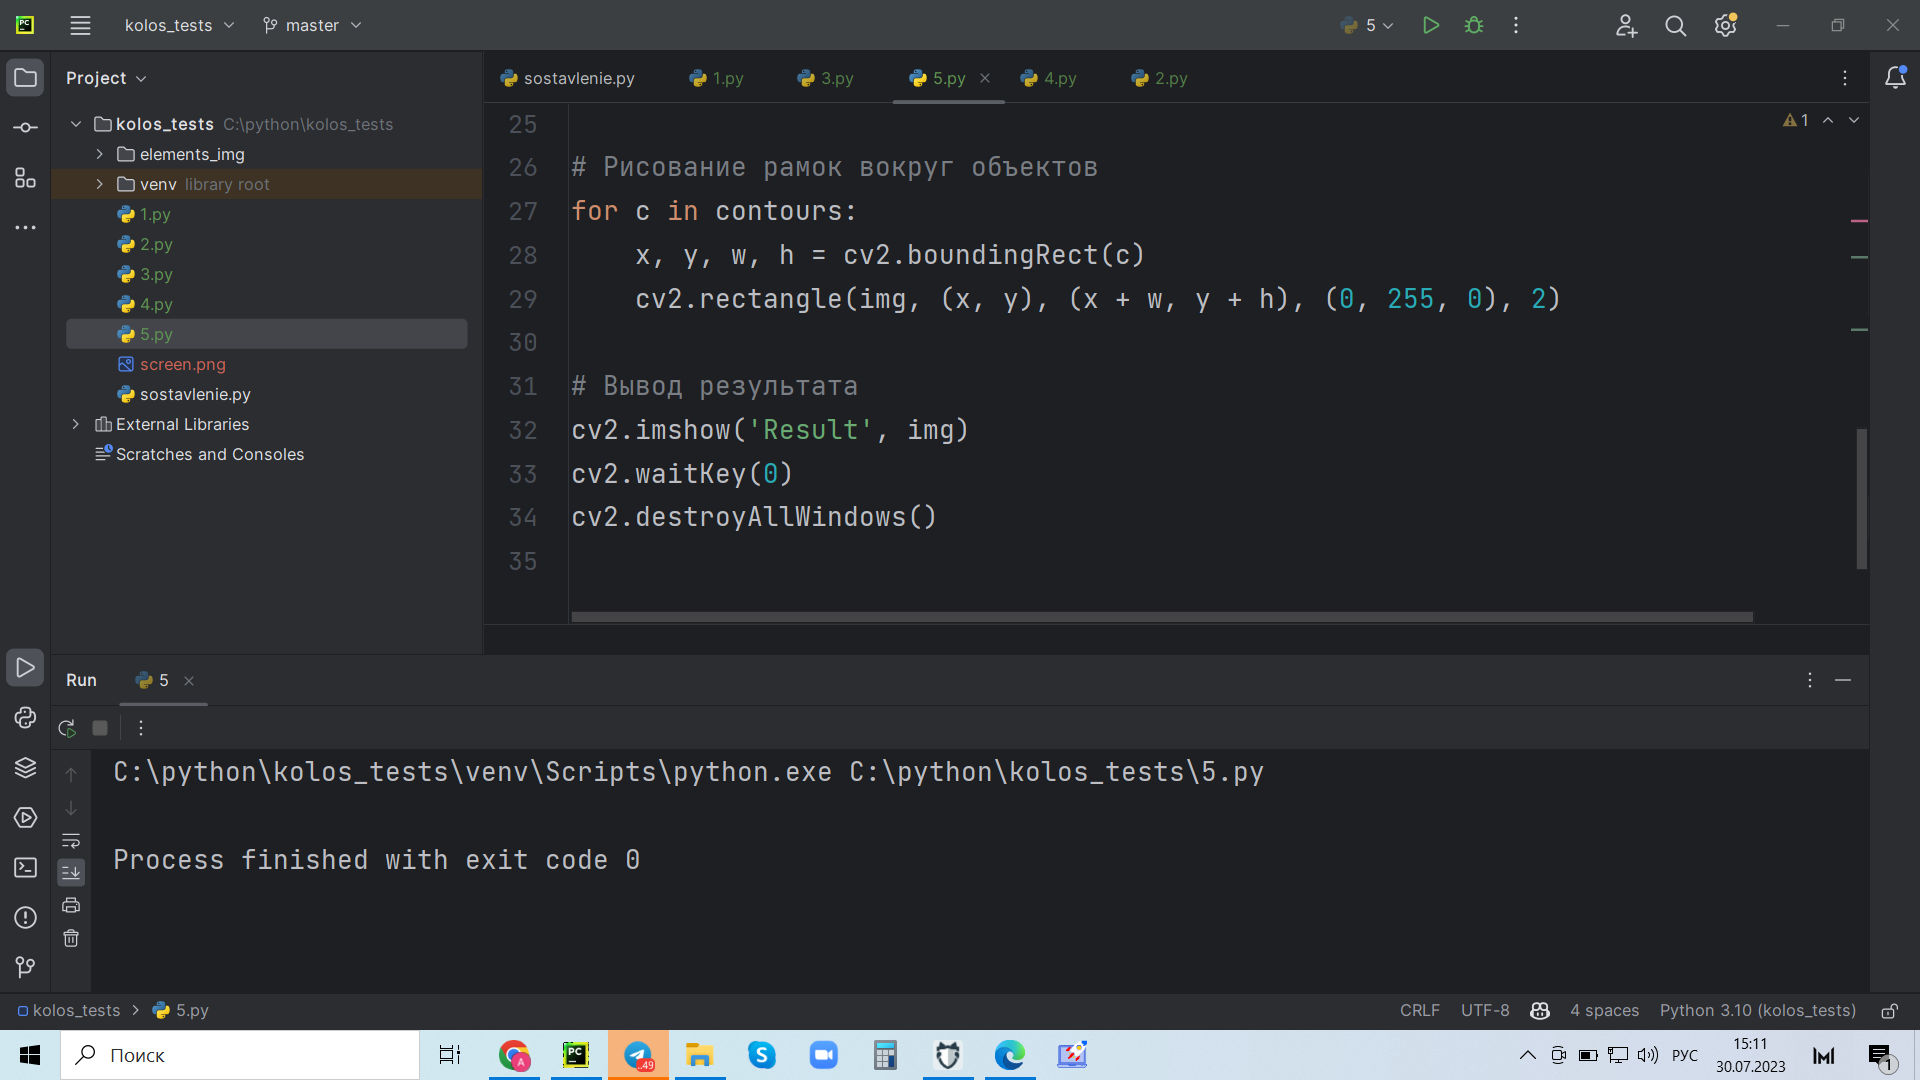 kolos_tests
master
5
Project
sostavlenie.py
1.py
3.py
5.py
4.py
2.py
kolos_tests C:\python\kolos_tests
elements_img
venv library root
1.py
2.py
3.py
4.py
5.py
screen.png
sostavlenie.py
External Libraries
Scratches and Consoles
1
25
26 # Рисование рамок вокруг объектов
27 for c in contours:
28 x, y, w, h = cv2.boundingRect(c)
29 cv2.rectangle(img, (x, y), (x + w, y + h), (0, 255, 0), 2)
30
31 # Вывод результата
32 cv2.imshow('Result', img)
33 cv2.waitKey(0)
34 cv2.destroyAllWindows()
35
Run
5
C:\python\kolos_tests\venv\Scripts\python.exe C:\python\kolos_tests\5.py
Process finished with exit code 0
kolos_tests > 5.py
CRLF
UTF-8
4 spaces
Python 3.10 (kolos_tests)
Поиск
A
PC
..49
РУС
15:11
30.07.2023
1